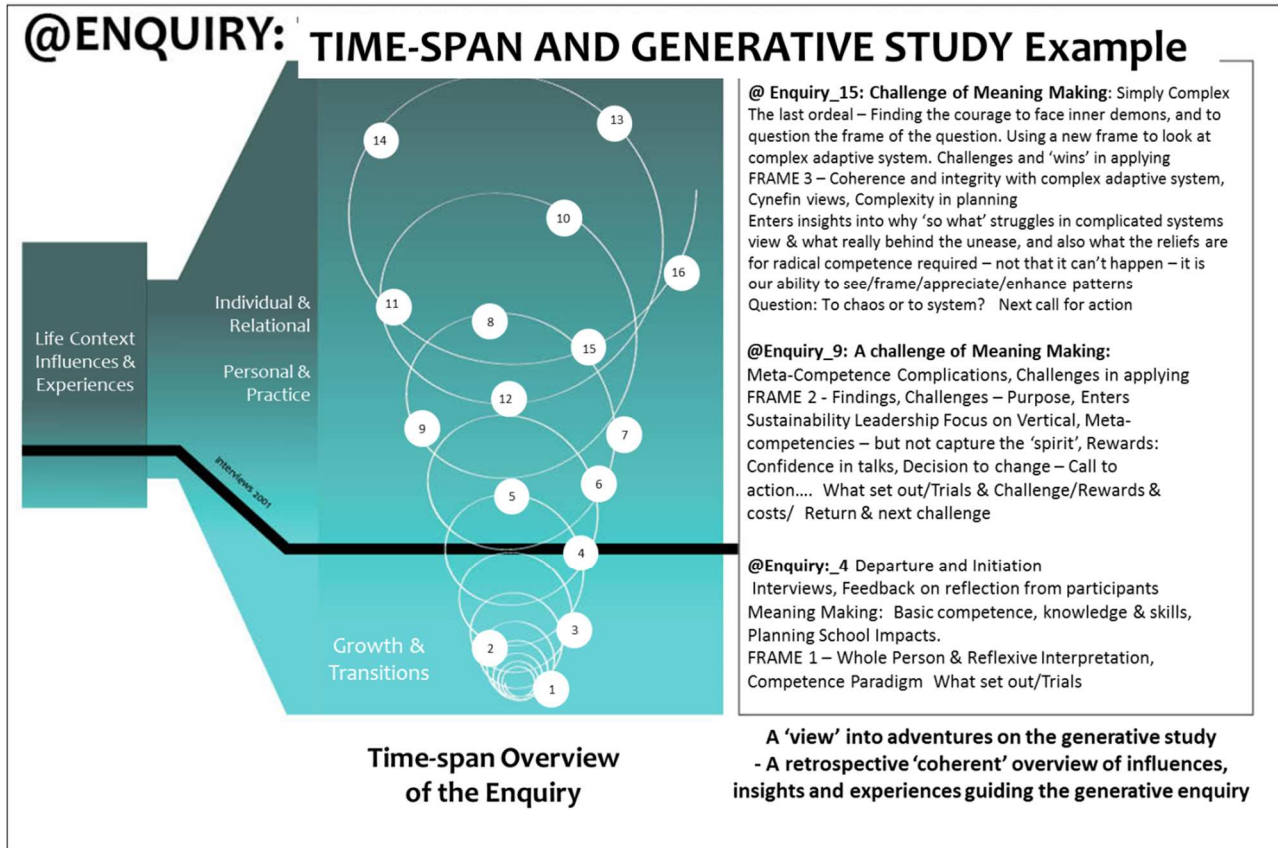 @ENQUIRY:
TIME-SPAN AND GENERATIVE STUDY Example
Life Context
Influences &
Experiences
Individual &
Relational
Personal &
Practice
interviews 2001
Growth &
Transitions
14
13
10
16
11
8
15
12
9
7
6
5
4
3
2
1
Time-span Overview
of the Enquiry
@ Enquiry_15: Challenge of Meaning Making: Simply Complex
The last ordeal – Finding the courage to face inner demons, and to
question the frame of the question. Using a new frame to look at
complex adaptive system. Challenges and ‘wins’ in applying
FRAME 3 – Coherence and integrity with complex adaptive system,
Cynefin views, Complexity in planning
Enters insights into why ‘so what’ struggles in complicated systems
view & what really behind the unease, and also what the reliefs are
for radical competence required – not that it can’t happen – it is
our ability to see/frame/appreciate/enhance patterns
Question: To chaos or to system? Next call for action
@Enquiry_9: A challenge of Meaning Making:
Meta-Competence Complications, Challenges in applying
FRAME 2 - Findings, Challenges – Purpose, Enters
Sustainability Leadership Focus on Vertical, Meta-
competencies – but not capture the ‘spirit’, Rewards:
Confidence in talks, Decision to change – Call to
action.... What set out/Trials & Challenge/Rewards &
costs/ Return & next challenge
@Enquiry:_4 Departure and Initiation
Interviews, Feedback on reflection from participants
Meaning Making: Basic competence, knowledge & skills,
Planning School Impacts.
FRAME 1 – Whole Person & Reflexive Interpretation,
Competence Paradigm What set out/Trials
A ‘view’ into adventures on the generative study
- A retrospective ‘coherent’ overview of influences,
insights and experiences guiding the generative enquiry